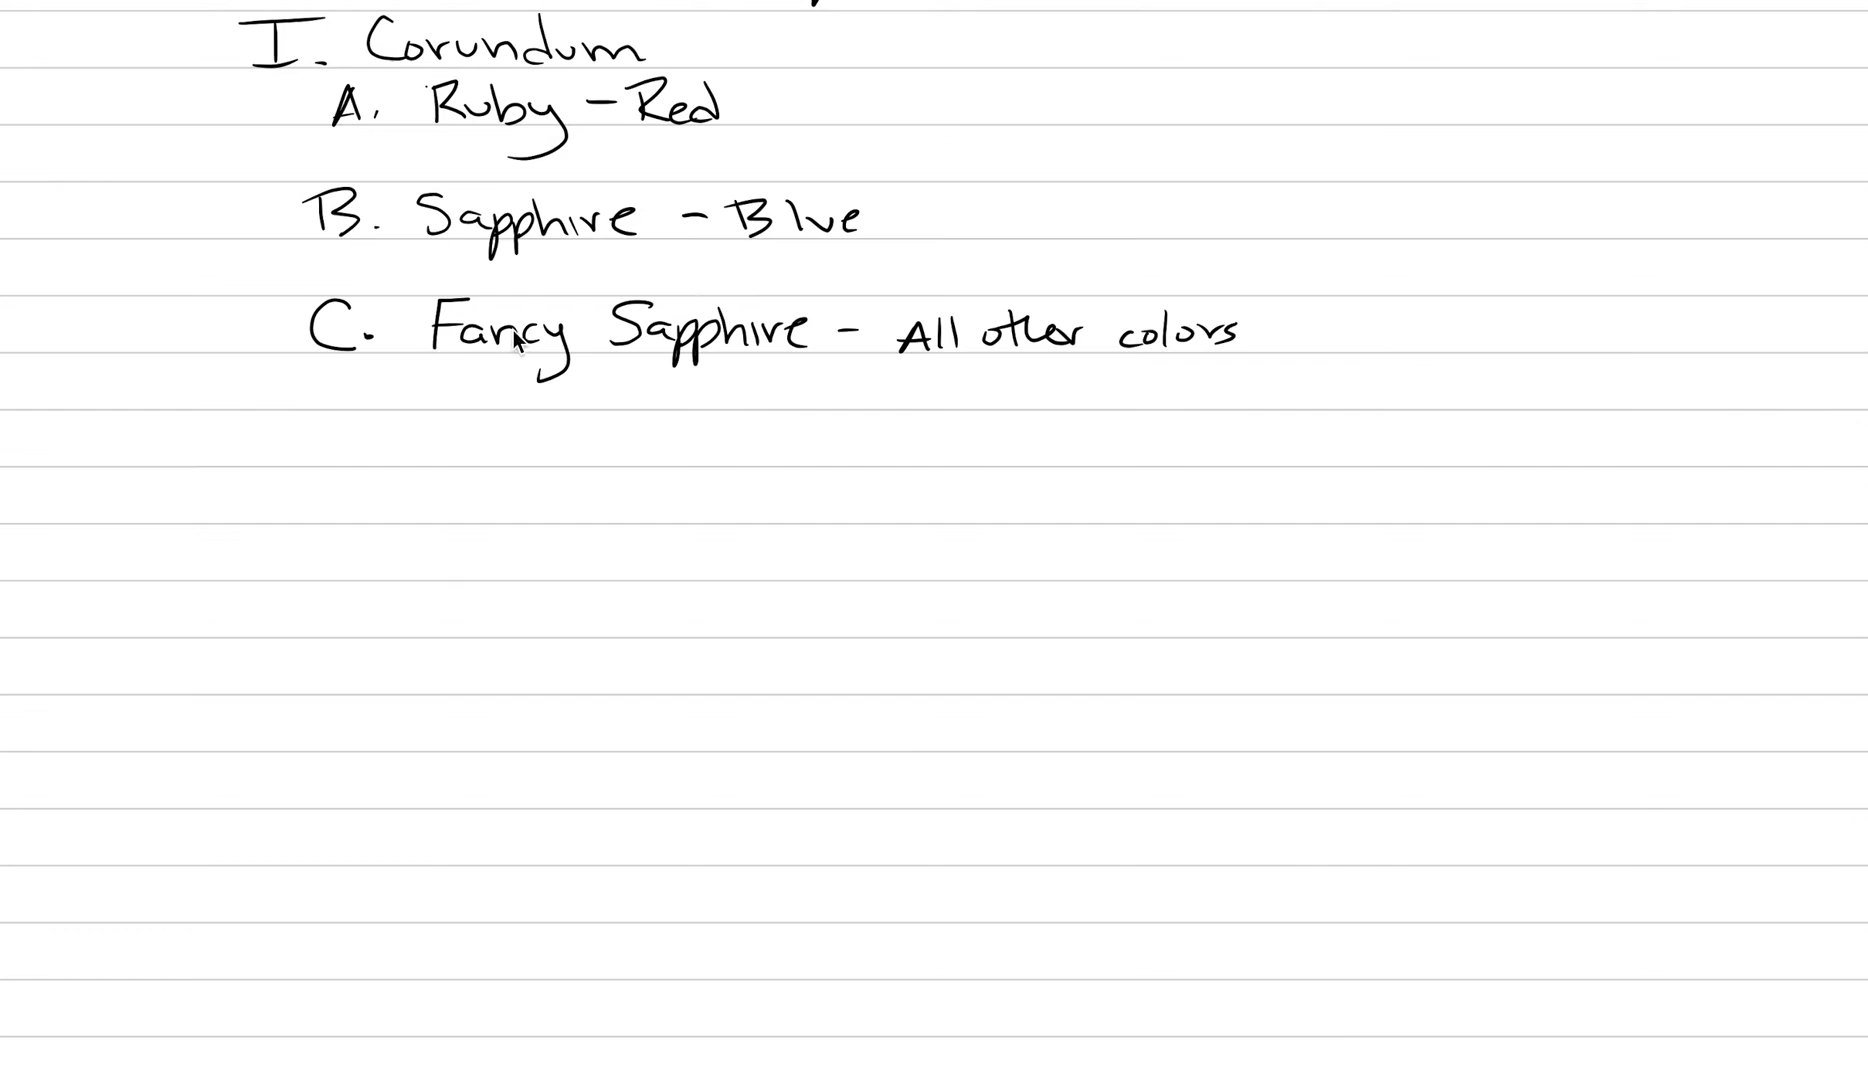 I. Corundum
A. Ruby - Red
B. Sapphire - Blue
C. Fancy Sapphire - All other colors